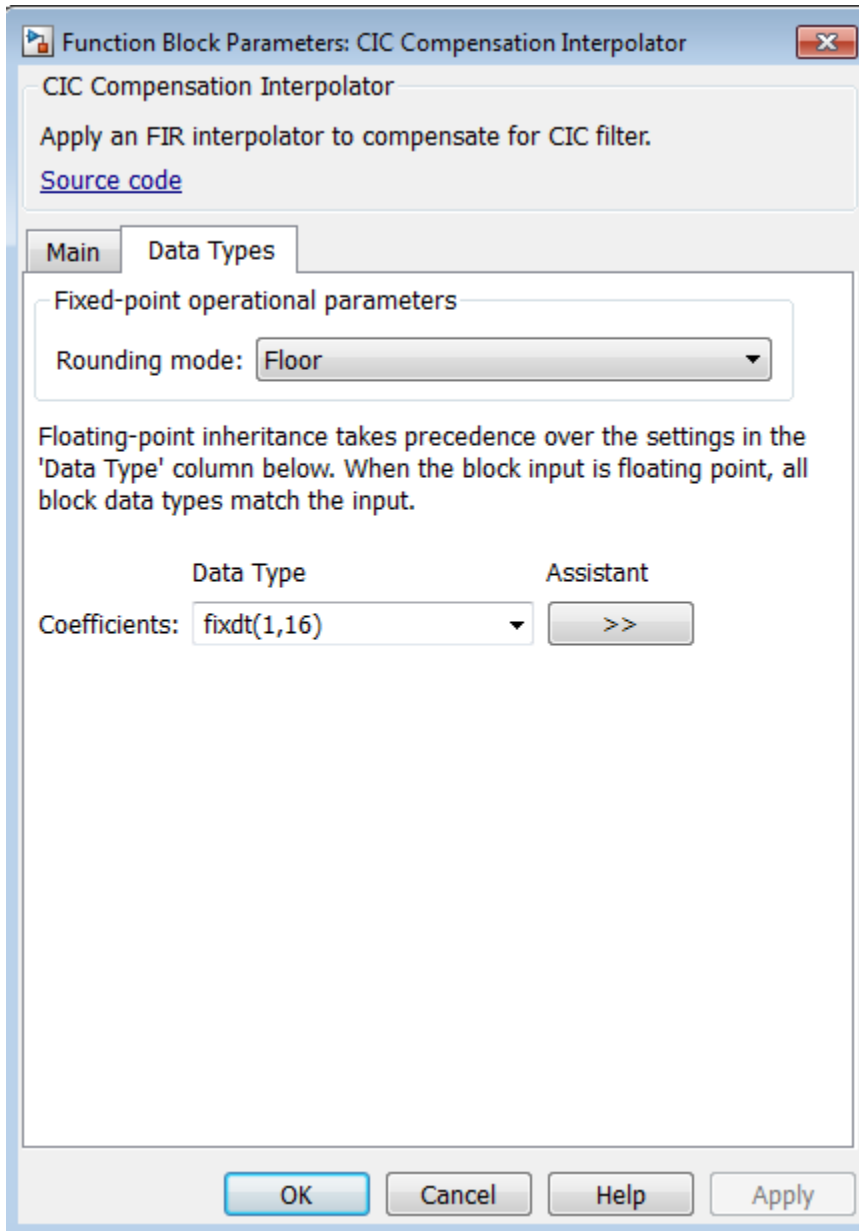 Function Block Parameters: CIC Compensation Interpolator
CIC Compensation Interpolator
Apply an FIR interpolator to compensate for CIC filter.
Source code
Main Data Types
Fixed-point operational parameters
Rounding mode: Floor
Floating-point inheritance takes precedence over the settings in the
'Data Type' column below. When the block input is floating point, all
block data types match the input.
Data Type Assistant
Coefficients: fixdt(1,16) >>
OK Cancel Help Apply